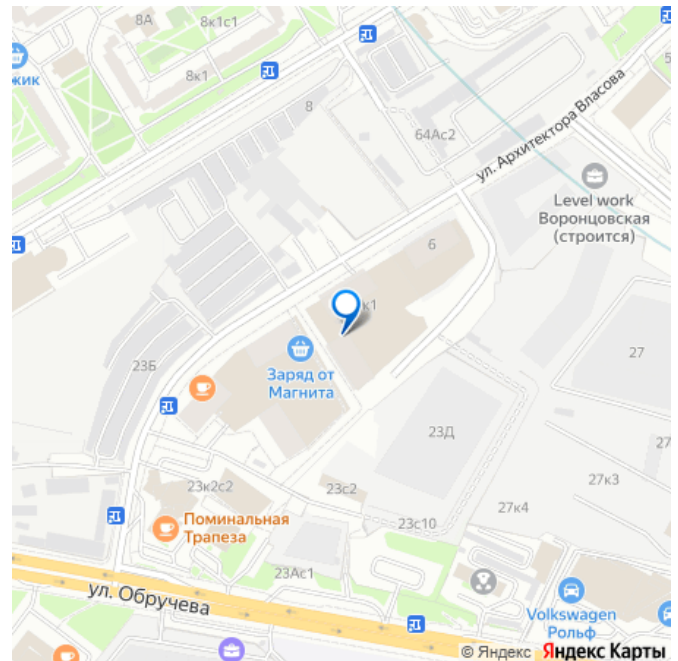 8А
8к1с1
жик
8к1
8
64Ас2
ул. Архитектора Власова
Level work
Воронцовская
(строится)
6
к1
27
23Б
Заряд от
Магнита
23Д
27
23к2с2
23с2
27к3
27к4
23с10
Поминальная
Трапеза
23Ас1
ул. Обручева
Volkswagen
Рольф
© Яндекс Яндекс Карты